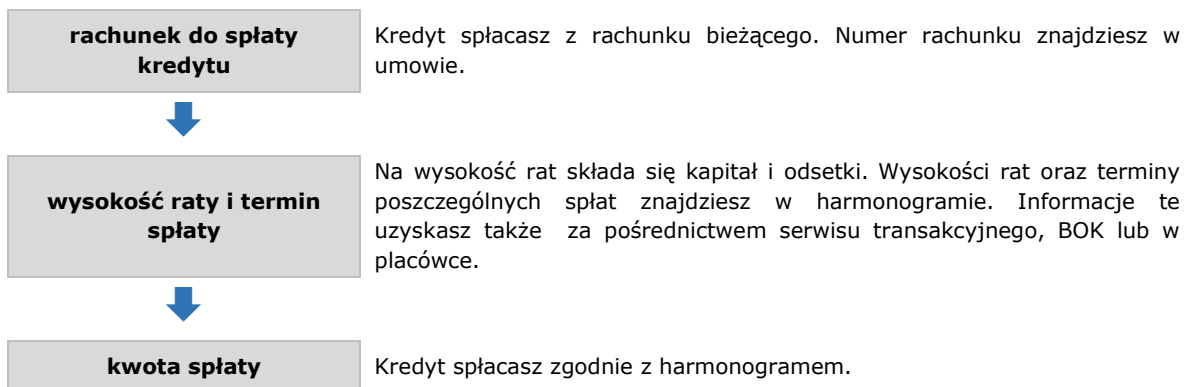 rachunek do spłaty
kredytu
Kredyt spłacasz z rachunku bieżącego. Numer rachunku znajdziesz w
umowie.
wysokość raty i termin
spłaty
Na wysokość rat składa się kapitał i odsetki. Wysokości rat oraz terminy
poszczególnych spłat znajdziesz w harmonogramie. Informacje te
uzyskasz także za pośrednictwem serwisu transakcyjnego, BOK lub w
placówce.
kwota spłaty
Kredyt spłacasz zgodnie z harmonogramem.